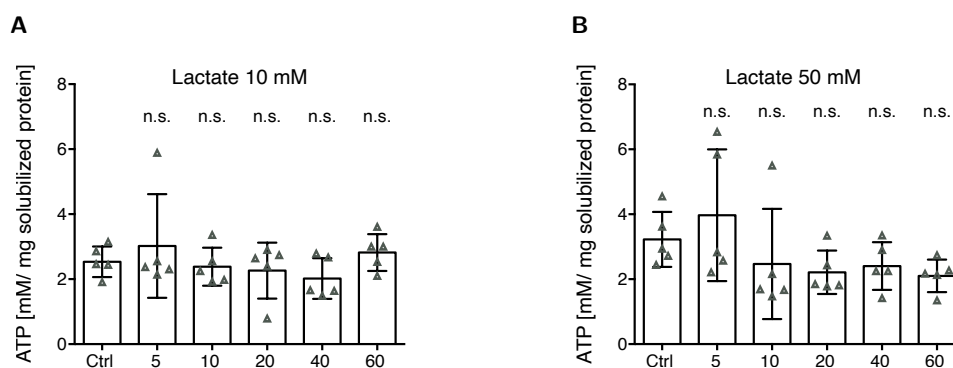 A
Lactate 10 mM
ATP [mM/ mg solubilized protein]
8
6
4
2
0
n.s. n.s. n.s. n.s. n.s.
Ctrl 5 10 20 40 60
B
Lactate 50 mM
ATP [mM/ mg solubilized protein]
8
6
4
2
0
n.s. n.s. n.s. n.s. n.s.
Ctrl 5 10 20 40 60